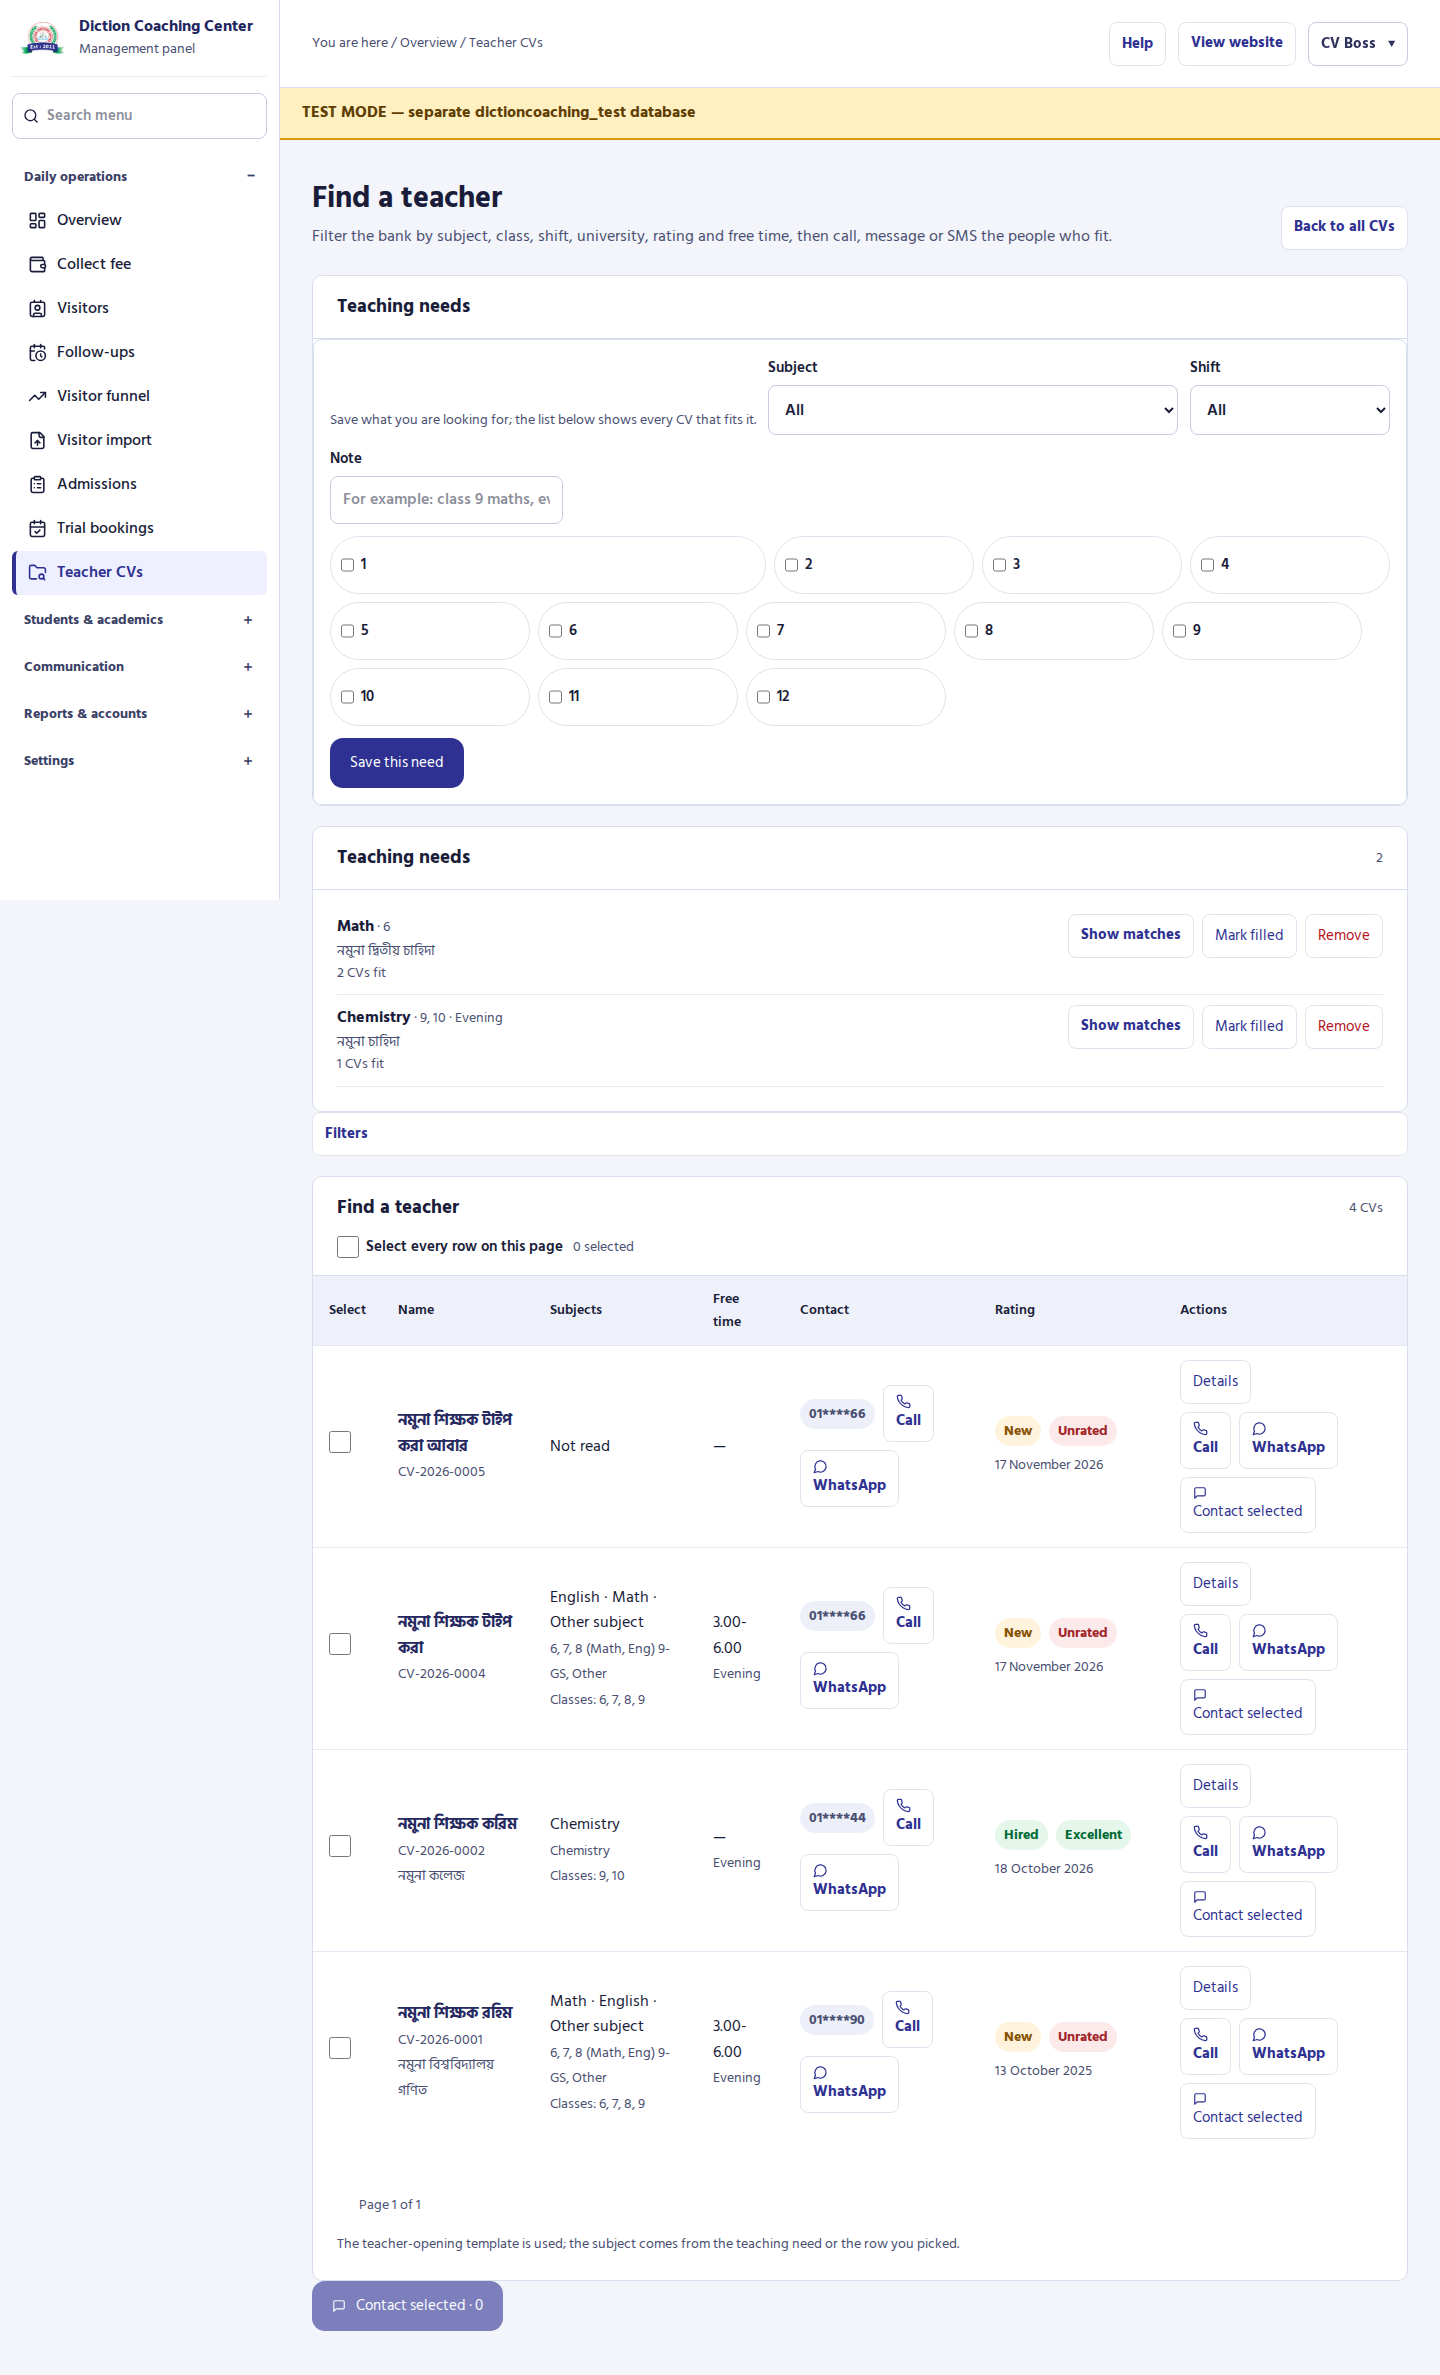 Diction Coaching Center
Management panel
Est : 2011
Search menu
Daily operations −
Overview
Collect fee
Visitors
Follow-ups
Visitor funnel
Visitor import
Admissions
Trial bookings
Teacher CVs
Students & academics +
Communication +
Reports & accounts +
Settings +
You are here / Overview / Teacher CVs
Help
View website
CV Boss ▾
TEST MODE — separate dictioncoaching_test database
Find a teacher
Filter the bank by subject, class, shift, university, rating and free time, then call, message or SMS the people who fit.
Back to all CVs
Teaching needs
Save what you are looking for; the list below shows every CV that fits it.
Subject
All
Shift
All
Note
For example: class 9 maths, ev
1 2 3 4
5 6 7 8 9
10 11 12
Save this need
Teaching needs 2
Math · 6
নমুনা দ্বিতীয় চাহিদা
2 CVs fit
Show matches Mark filled Remove
Chemistry · 9, 10 · Evening
নমুনা চাহিদা
1 CVs fit
Show matches Mark filled Remove
Filters
Find a teacher 4 CVs
Select every row on this page 0 selected
Select Name Subjects Free time Contact Rating Actions
নমুনা শিক্ষক টাইপ
করা আবার
CV-2026-0005
Not read
—
01****66 Call
WhatsApp
New Unrated
17 November 2026
Details
Call WhatsApp
Contact selected
নমুনা শিক্ষক টাইপ
করা
CV-2026-0004
English · Math ·
Other subject
6, 7, 8 (Math, Eng) 9-
GS, Other
Classes: 6, 7, 8, 9
3.00-
6.00
Evening
01****66 Call
WhatsApp
New Unrated
17 November 2026
Details
Call WhatsApp
Contact selected
নমুনা শিক্ষক করিম
CV-2026-0002
নমুনা কলেজ
Chemistry
Chemistry
Classes: 9, 10
—
Evening
01****44 Call
WhatsApp
Hired Excellent
18 October 2026
Details
Call WhatsApp
Contact selected
নমুনা শিক্ষক রহিম
CV-2026-0001
নমুনা বিশ্ববিদ্যালয়
গণিত
Math · English ·
Other subject
6, 7, 8 (Math, Eng) 9-
GS, Other
Classes: 6, 7, 8, 9
3.00-
6.00
Evening
01****90 Call
WhatsApp
New Unrated
13 October 2025
Details
Call WhatsApp
Contact selected
Page 1 of 1
The teacher-opening template is used; the subject comes from the teaching need or the row you picked.
Contact selected · 0